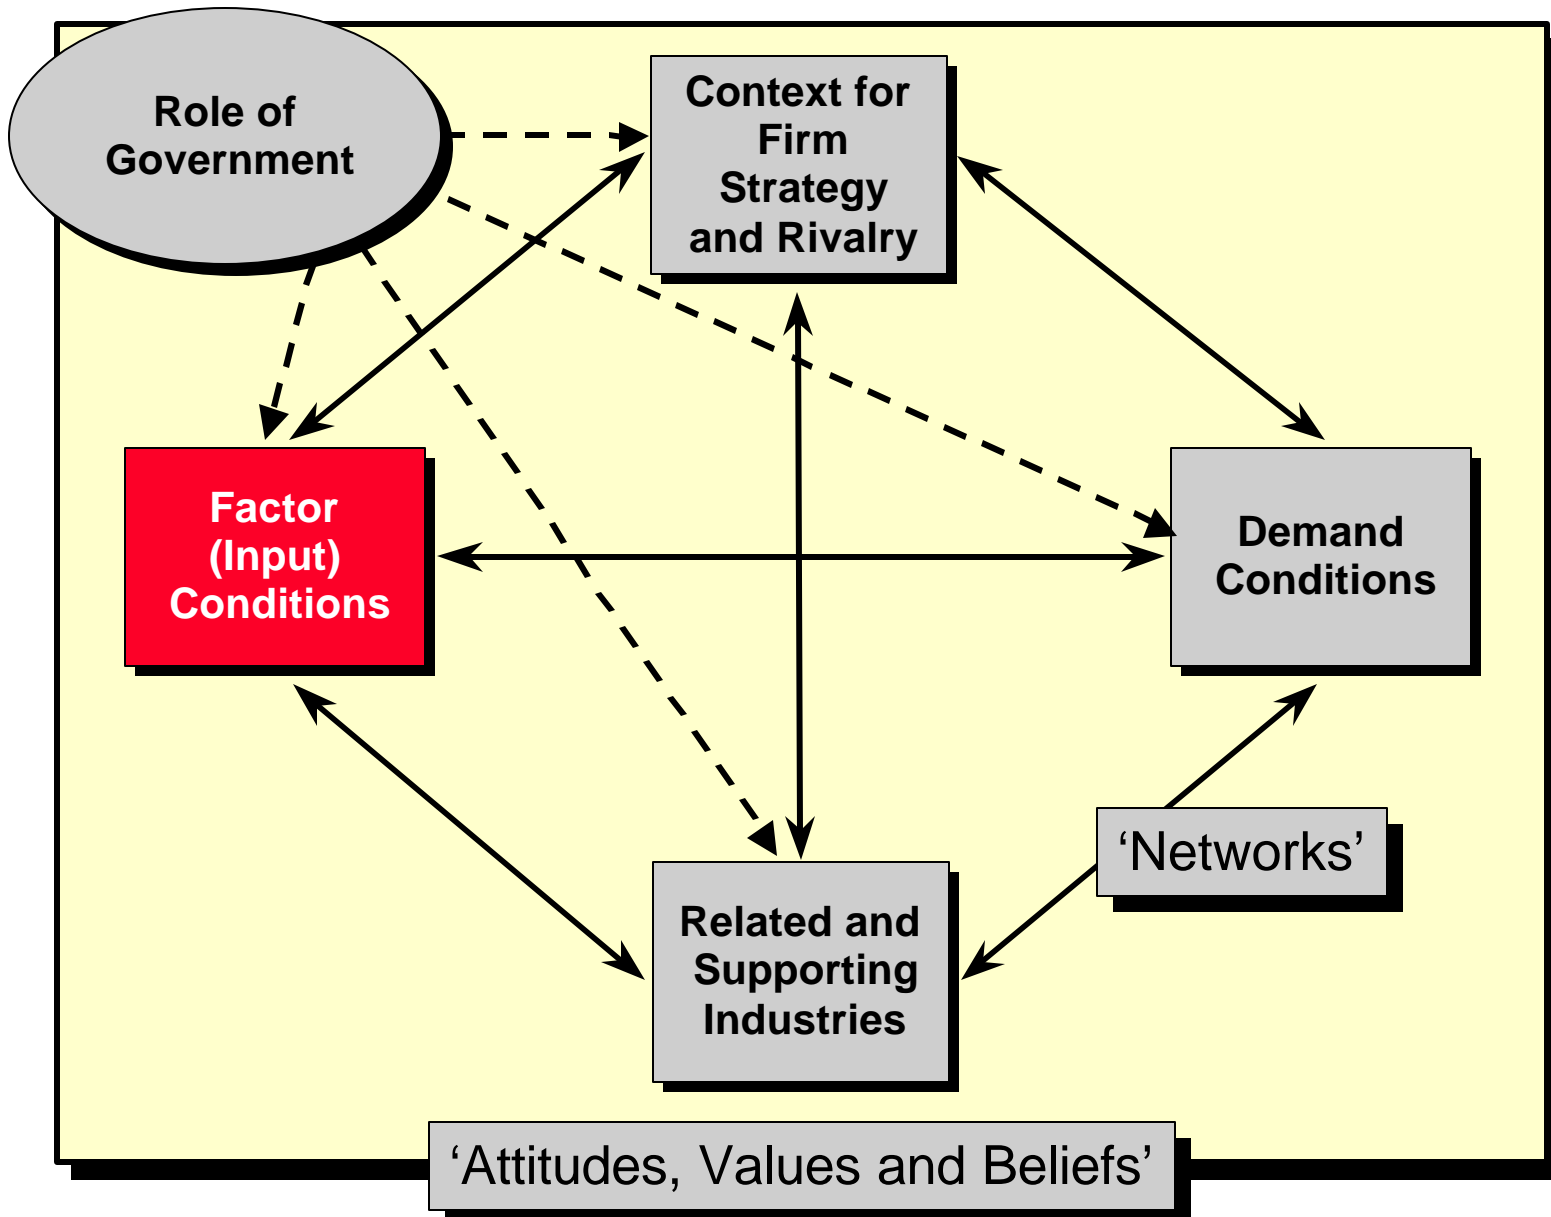 Role of
Government
Context for
Firm
Strategy
and Rivalry
Factor
(Input)
Conditions
Demand
Conditions
‘Networks’
Related and
Supporting
Industries
‘Attitudes, Values and Beliefs’